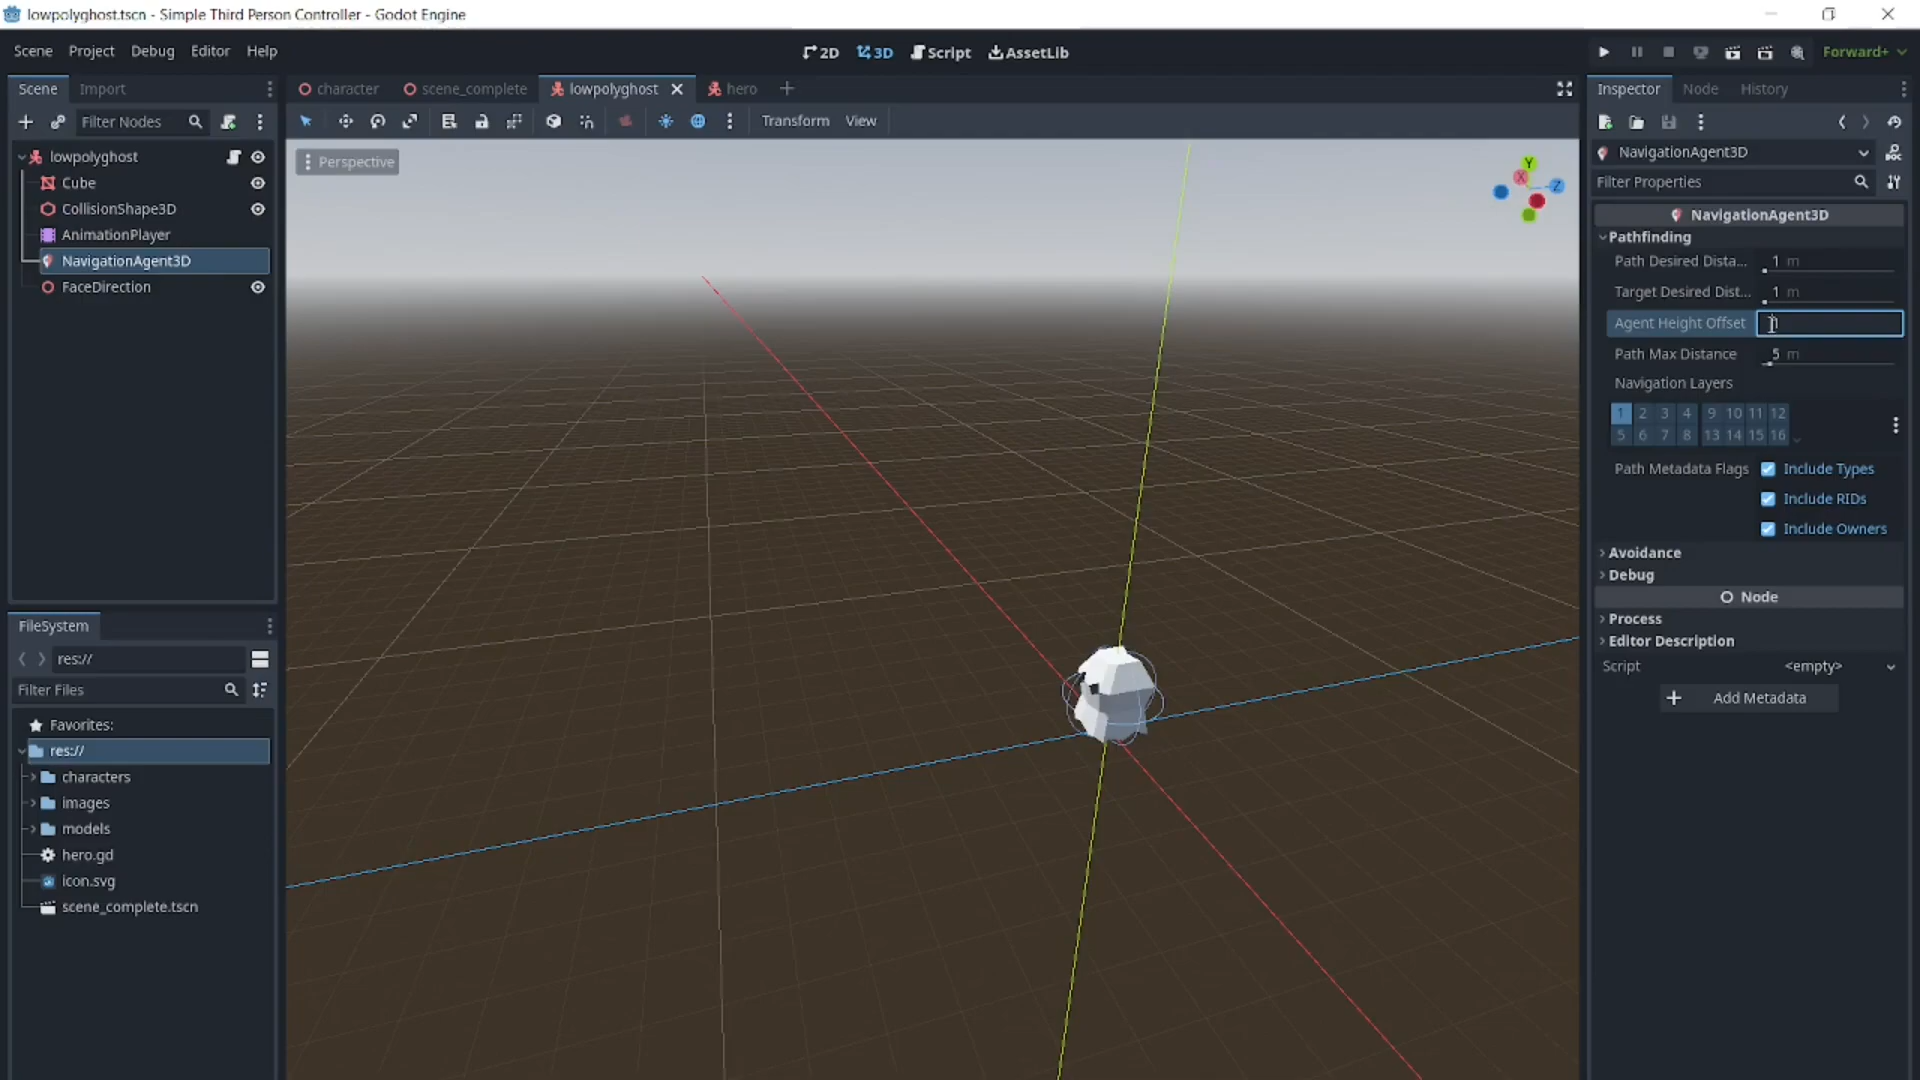 lowpolyghost.tscn - Simple Third Person Controller - Godot Engine
Scene Project Debug Editor Help
2D 3D Script AssetLib
Forward+
Scene Import
character scene_complete lowpolyghost hero
Inspector Node History
Filter Nodes
Transform View
lowpolyghost
Cube
CollisionShape3D
AnimationPlayer
NavigationAgent3D
FaceDirection
Perspective
Y
X
Z
NavigationAgent3D
Filter Properties
NavigationAgent3D
Pathfinding
Path Desired Dista... 1 m
Target Desired Dist... 1 m
Agent Height Offset
Path Max Distance 5 m
Navigation Layers
1 2 3 4 9 10 11 12
5 6 7 8 13 14 15 16
Path Metadata Flags Include Types
Include RIDs
Include Owners
Avoidance
Debug
Node
Process
Editor Description
Script <empty>
Add Metadata
FileSystem
res://
Filter Files
Favorites:
res://
characters
images
models
hero.gd
icon.svg
scene_complete.tscn